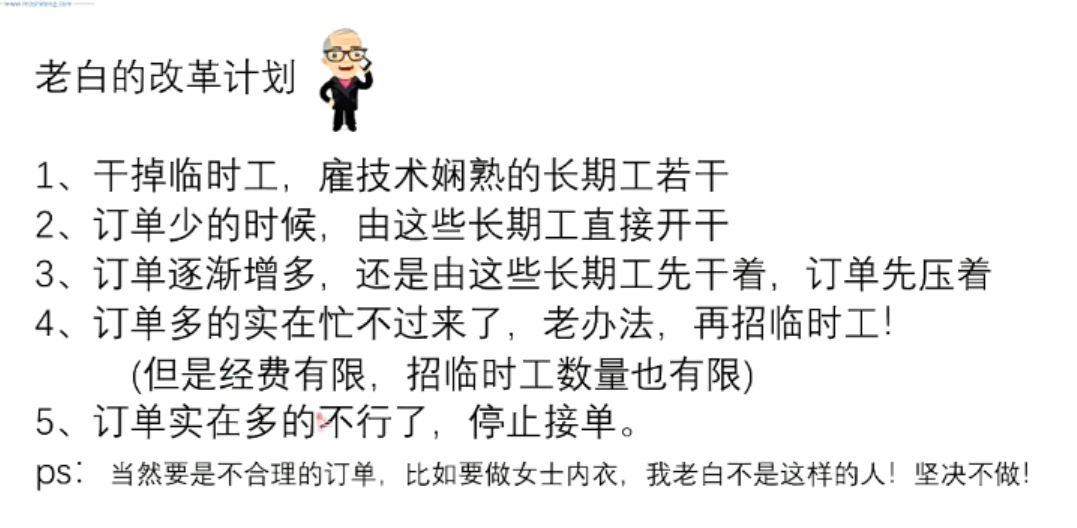 老白的改革计划
1、干掉临时工，雇技术娴熟的长期工若干
2、订单少的时候，由这些长期工直接开干
3、订单逐渐增多，还是由这些长期工先干着，订单先压着
4、订单多的实在忙不过来了，老办法，再招临时工！
(但是经费有限，招临时工数量也有限)
5、订单实在多的不行了，停止接单。
ps：当然要是不合理的订单，比如要做女士内衣，我老白不是这样的人！坚决不做！